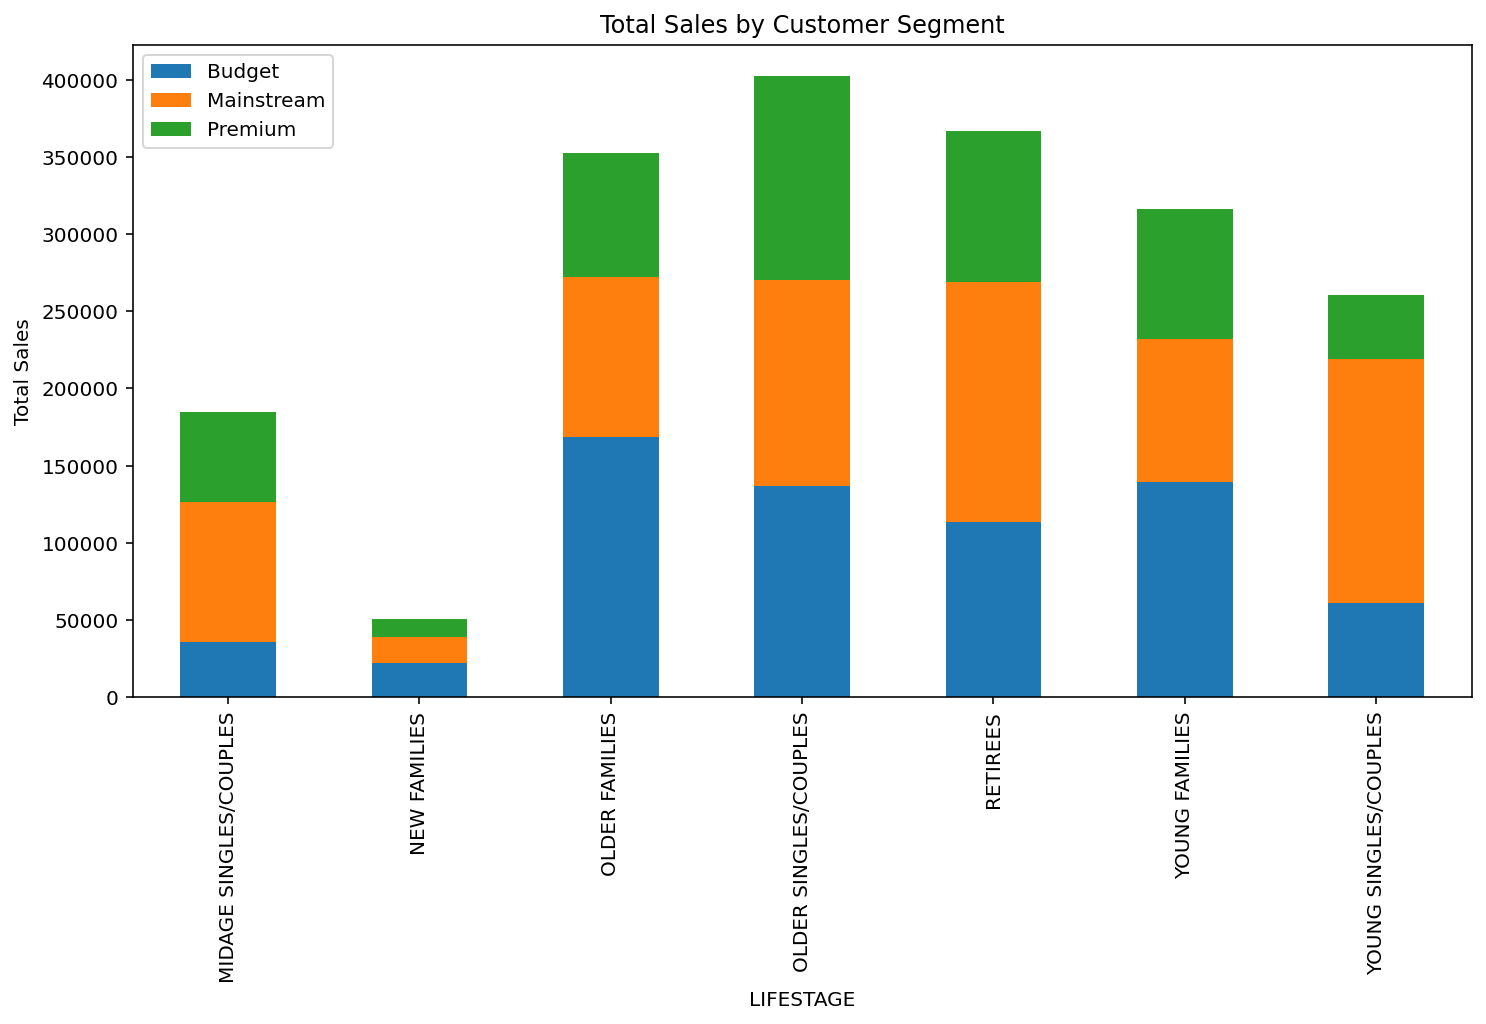 Total Sales by Customer Segment
Budget
Mainstream
Premium
400000
350000
300000
250000
200000
150000
100000
50000
0
Total Sales
MIDAGE SINGLES/COUPLES
NEW FAMILIES
OLDER FAMILIES
OLDER SINGLES/COUPLES
RETIREES
YOUNG FAMILIES
YOUNG SINGLES/COUPLES
LIFESTAGE